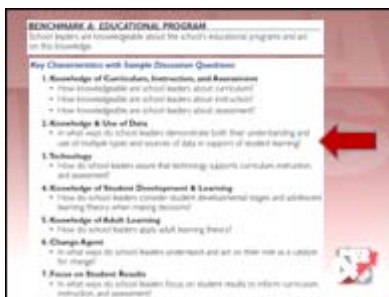 BENCHMARK A: EDUCATIONAL PROGRAM
School leaders are knowledgeable about the school's educational programs and act
on this knowledge.
Key Characteristics with Sample Discussion Questions
1. Knowledge of Curriculum, Instruction, and Assessment
• How knowledgeable are school leaders about curriculum?
• How knowledgeable are school leaders about instruction?
• How knowledgeable are school leaders about assessment?
2. Knowledge & Use of Data
• In what ways do school leaders demonstrate both their understanding and
use of multiple types and sources of data in support of student learning?
3. Technology
• How do school leaders assure that technology supports curriculum, instruction,
and assessment?
4. Knowledge of Student Development & Learning
• How do school leaders consider student developmental stages and adolescent
learning theory when making decisions?
5. Knowledge of Adult Learning
• How do school leaders apply adult learning theory?
6. Change Agent
• In what ways do school leaders understand and act on their role as a catalyst
for change?
7. Focus on Student Results
• In what ways do school leaders focus on student results to inform curriculum,
instruction, and assessment?